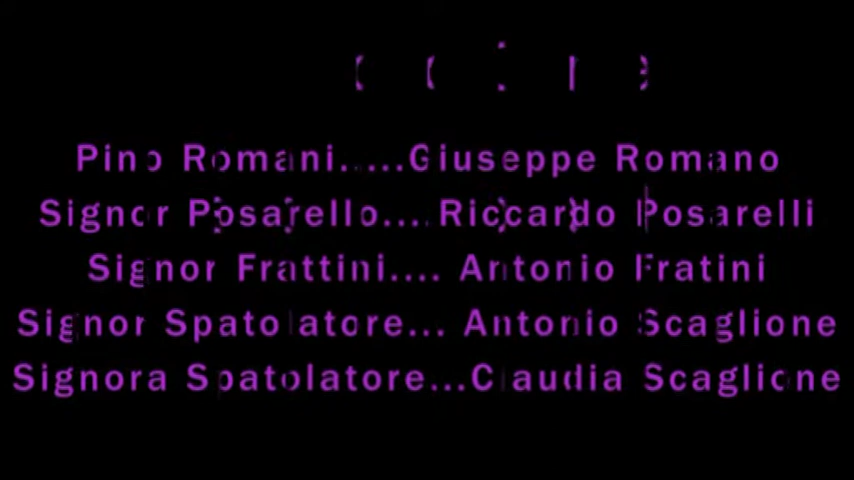 Pino Romani.....Giuseppe Romano
Signor Posarello.... Riccardo Posarelli
Signor Frattini.... Antonio Fratini
Signor Spatolatore... Antonio Scaglione
Signora Spatolatore...Claudia Scaglione